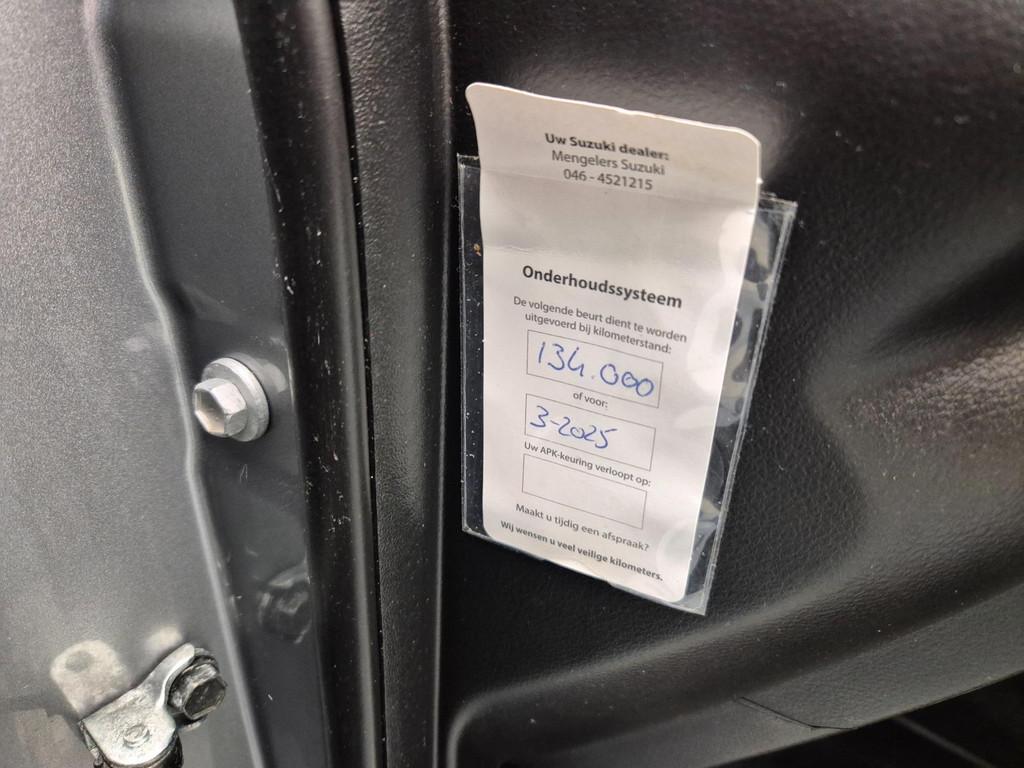 Uw Suzuki dealer:
Mengelers Suzuki
046 - 4521215
Onderhoudssysteem
De volgende beurt dient te worden
uitgevoerd bij kilometerstand:
134.000
of voor:
3-2025
Uw APK-keuring verloopt op:
Maakt u tijdig een afspraak?
Wij wensen u veel veilige kilometers.